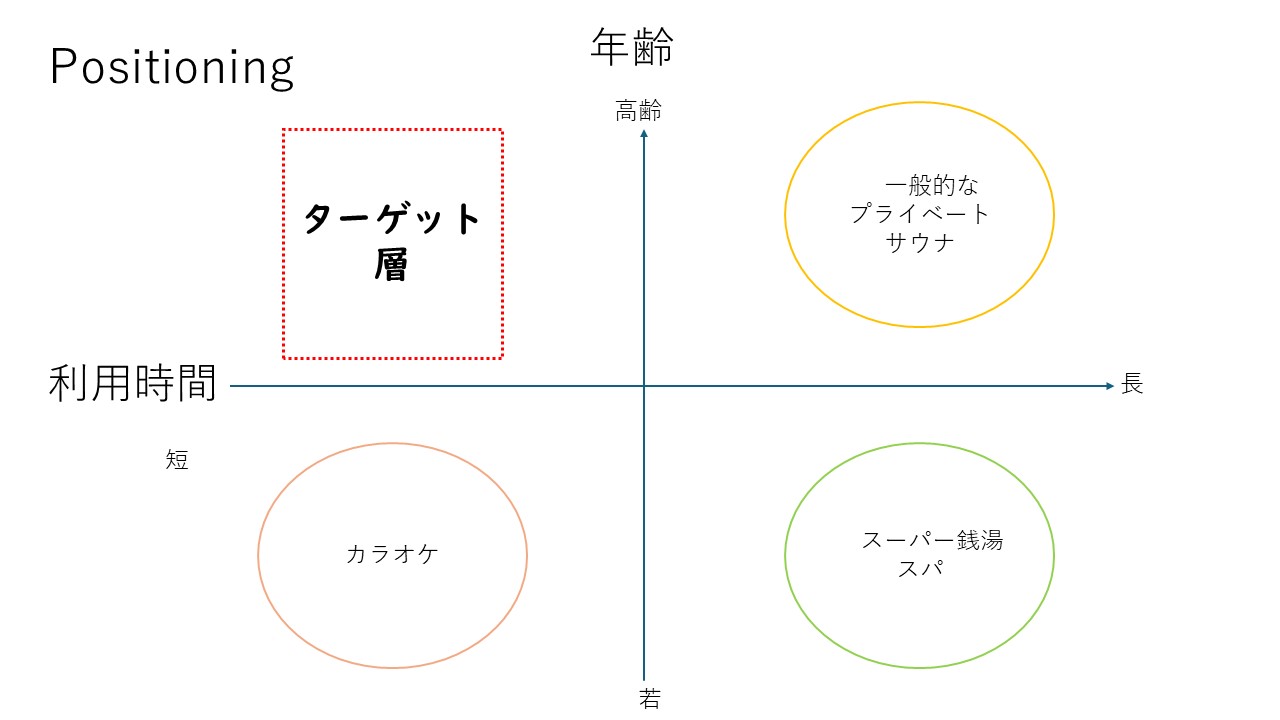 Positioning
年齢
高齢
ターゲット
層
一般的な
プライベート
サウナ
利用時間
長
短
カラオケ
スーパー銭湯
スパ
若